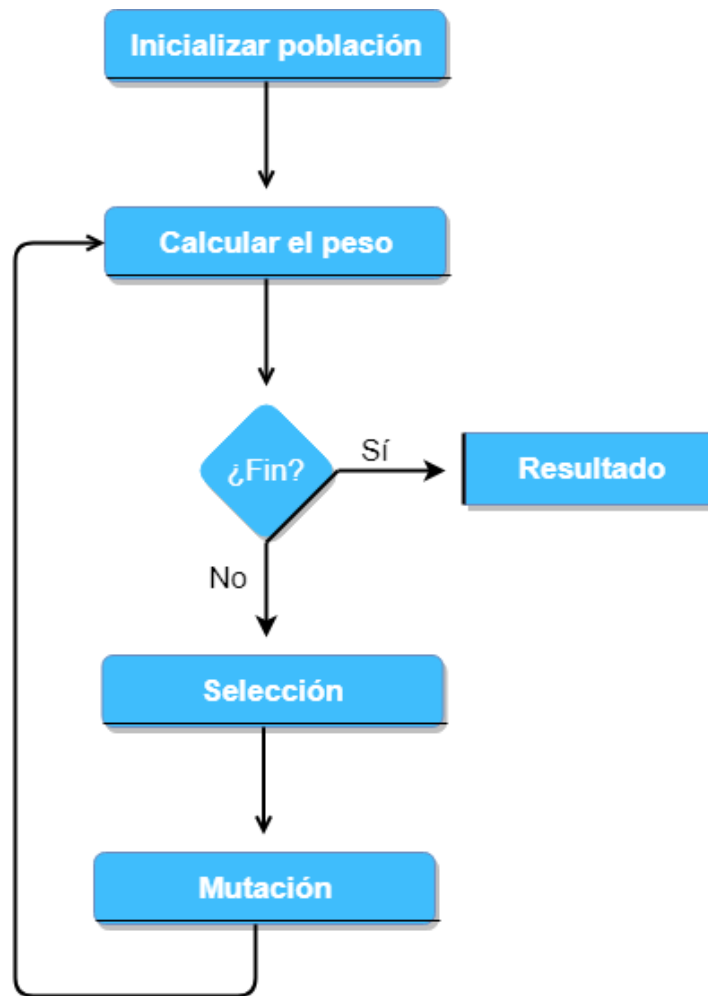 Inicializar población
Calcular el peso
¿Fin?
Sí
Resultado
No
Selección
Mutación